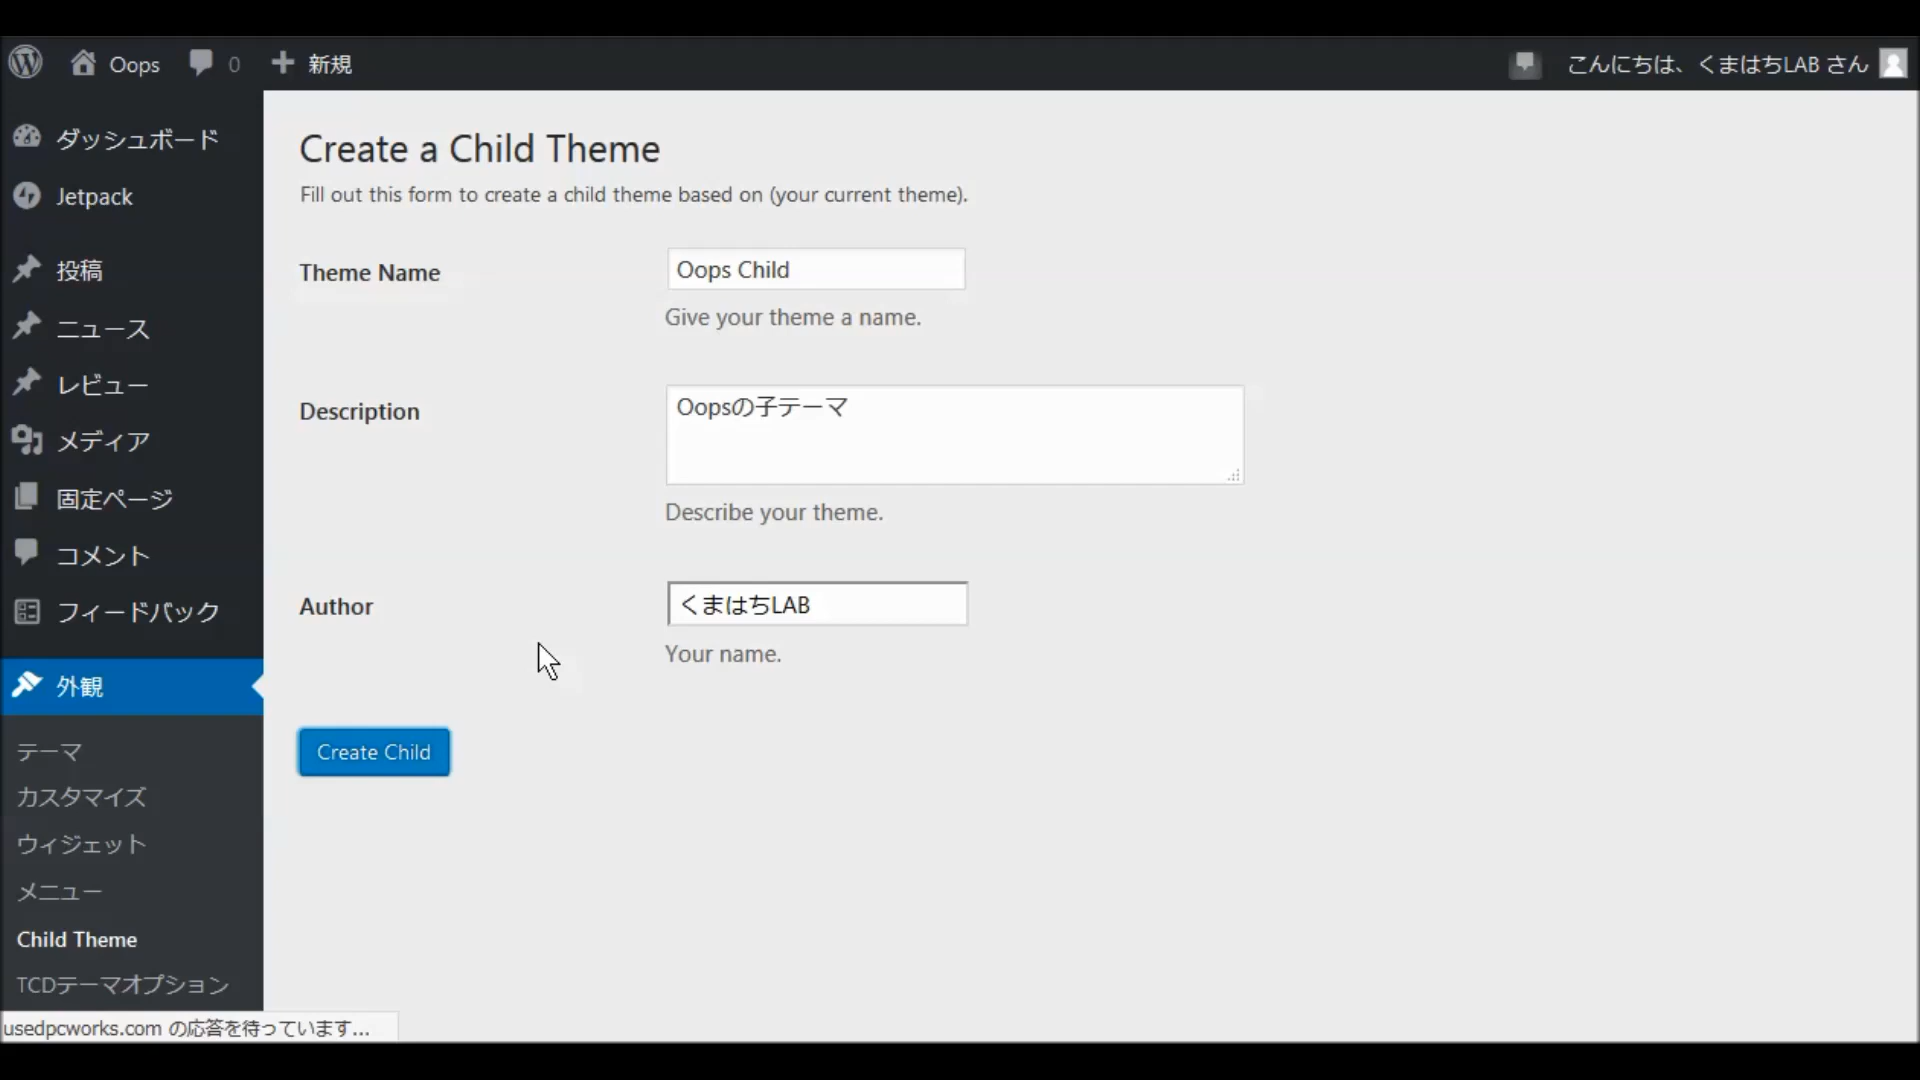 Oops 0 新規 こんにちは、くまはちLAB さん
ダッシュボード
Jetpack
投稿
ニュース
レビュー
メディア
固定ページ
コメント
フィードバック
外観
テーマ
カスタマイズ
ウィジェット
メニュー
Child Theme
TCDテーマオプション
usedpcworks.com の応答を待っています...
Create a Child Theme
Fill out this form to create a child theme based on (your current theme).
Theme Name
Oops Child
Give your theme a name.
Description
Oopsの子テーマ
Describe your theme.
Author
くまはちLAB
Your name.
Create Child